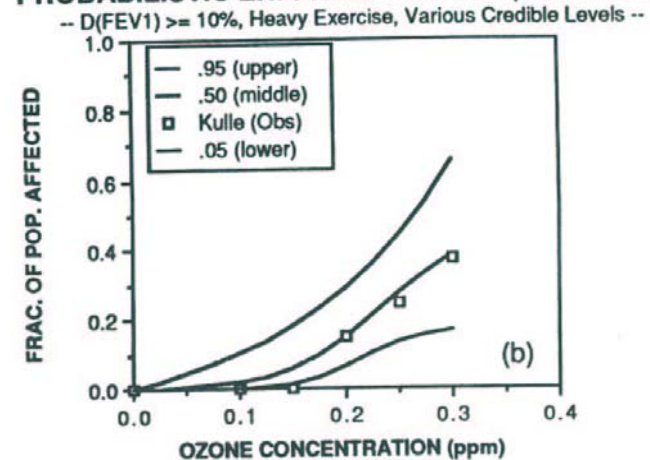 -- D(FEV1) >= 10%, Heavy Exercise, Various Credible Levels --
1.0
0.8
0.6
0.4
0.2
0.0
FRAC. OF POP. AFFECTED
.95 (upper)
.50 (middle)
Kulle (Obs)
.05 (lower)
(b)
0.0 0.1 0.2 0.3 0.4
OZONE CONCENTRATION (ppm)